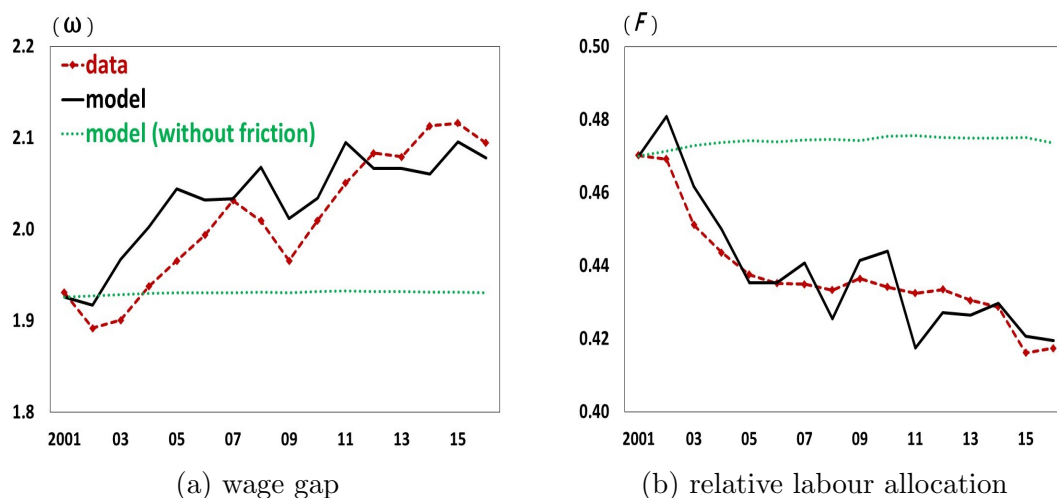 (ω)
2.2
data
model
model (without friction)
2.1
2.0
1.9
1.8
2001 03 05 07 09 11 13 15
(a) wage gap
(F)
0.50
0.48
0.46
0.44
0.42
0.40
2001 03 05 07 09 11 13 15
(b) relative labour allocation